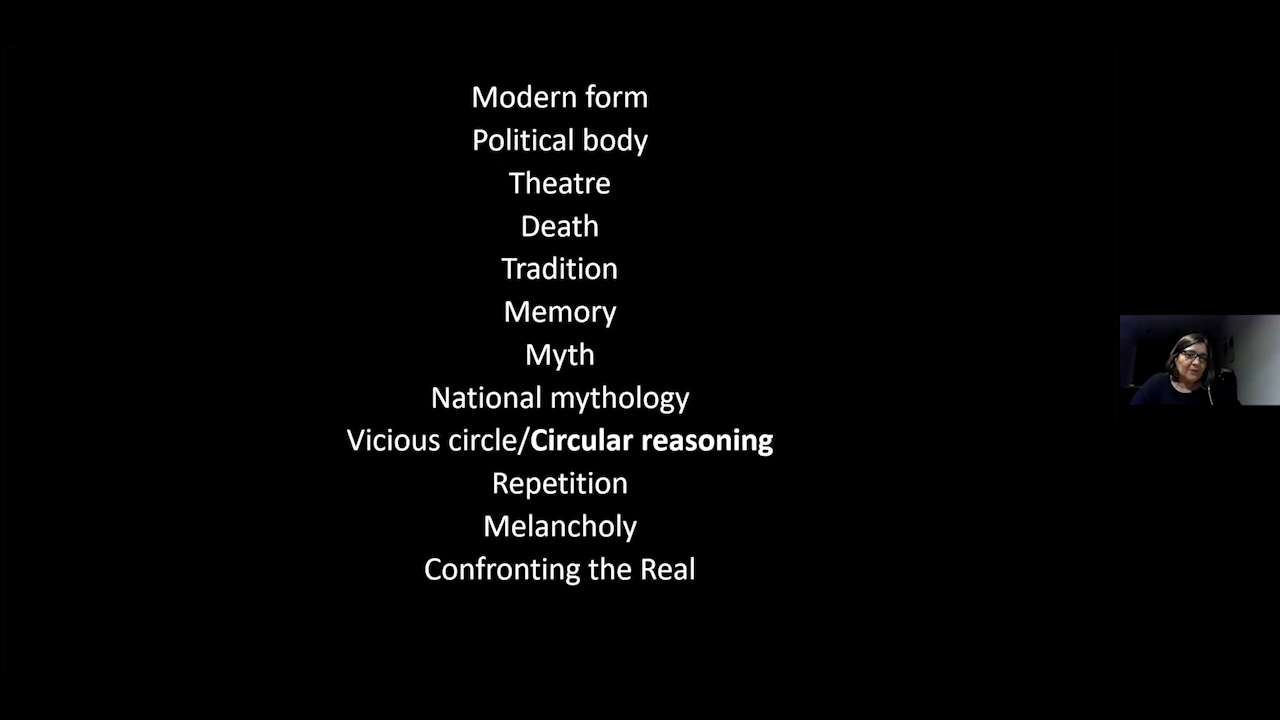 Modern form
Political body
Theatre
Death
Tradition
Memory
Myth
National mythology
Vicious circle/Circular reasoning
Repetition
Melancholy
Confronting the Real